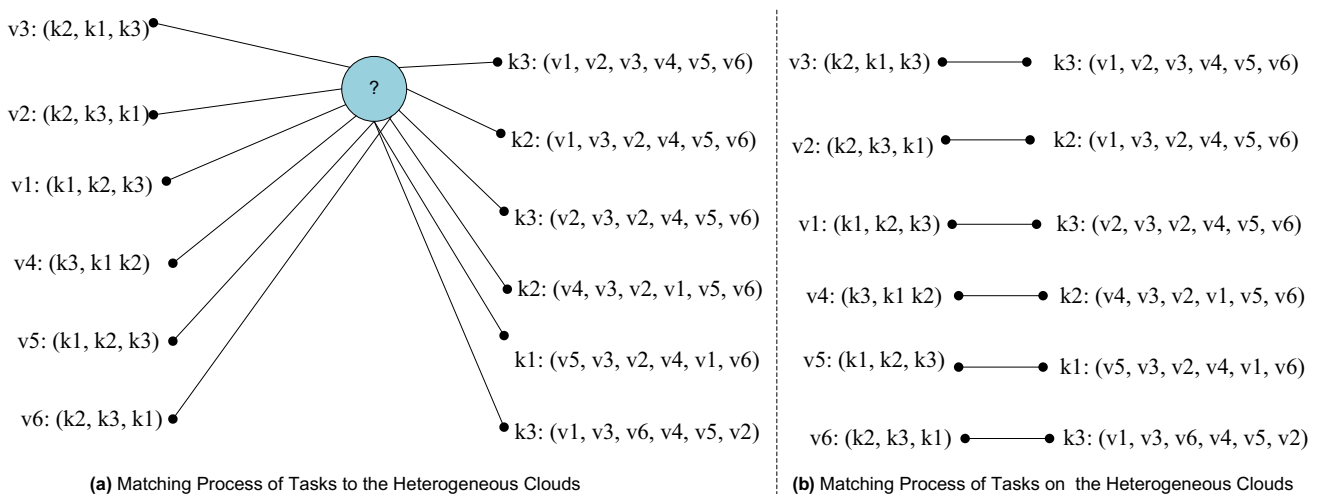 v3: (k2, k1, k3)
v2: (k2, k3, k1)
v1: (k1, k2, k3)
v4: (k3, k1 k2)
v5: (k1, k2, k3)
v6: (k2, k3, k1)
?
k3: (v1, v2, v3, v4, v5, v6)
k2: (v1, v3, v2, v4, v5, v6)
k3: (v2, v3, v2, v4, v5, v6)
k2: (v4, v3, v2, v1, v5, v6)
k1: (v5, v3, v2, v4, v1, v6)
k3: (v1, v3, v6, v4, v5, v2)
(a) Matching Process of Tasks to the Heterogeneous Clouds
v3: (k2, k1, k3) k3: (v1, v2, v3, v4, v5, v6)
v2: (k2, k3, k1) k2: (v1, v3, v2, v4, v5, v6)
v1: (k1, k2, k3) k3: (v2, v3, v2, v4, v5, v6)
v4: (k3, k1 k2) k2: (v4, v3, v2, v1, v5, v6)
v5: (k1, k2, k3) k1: (v5, v3, v2, v4, v1, v6)
v6: (k2, k3, k1) k3: (v1, v3, v6, v4, v5, v2)
(b) Matching Process of Tasks on the Heterogeneous Clouds